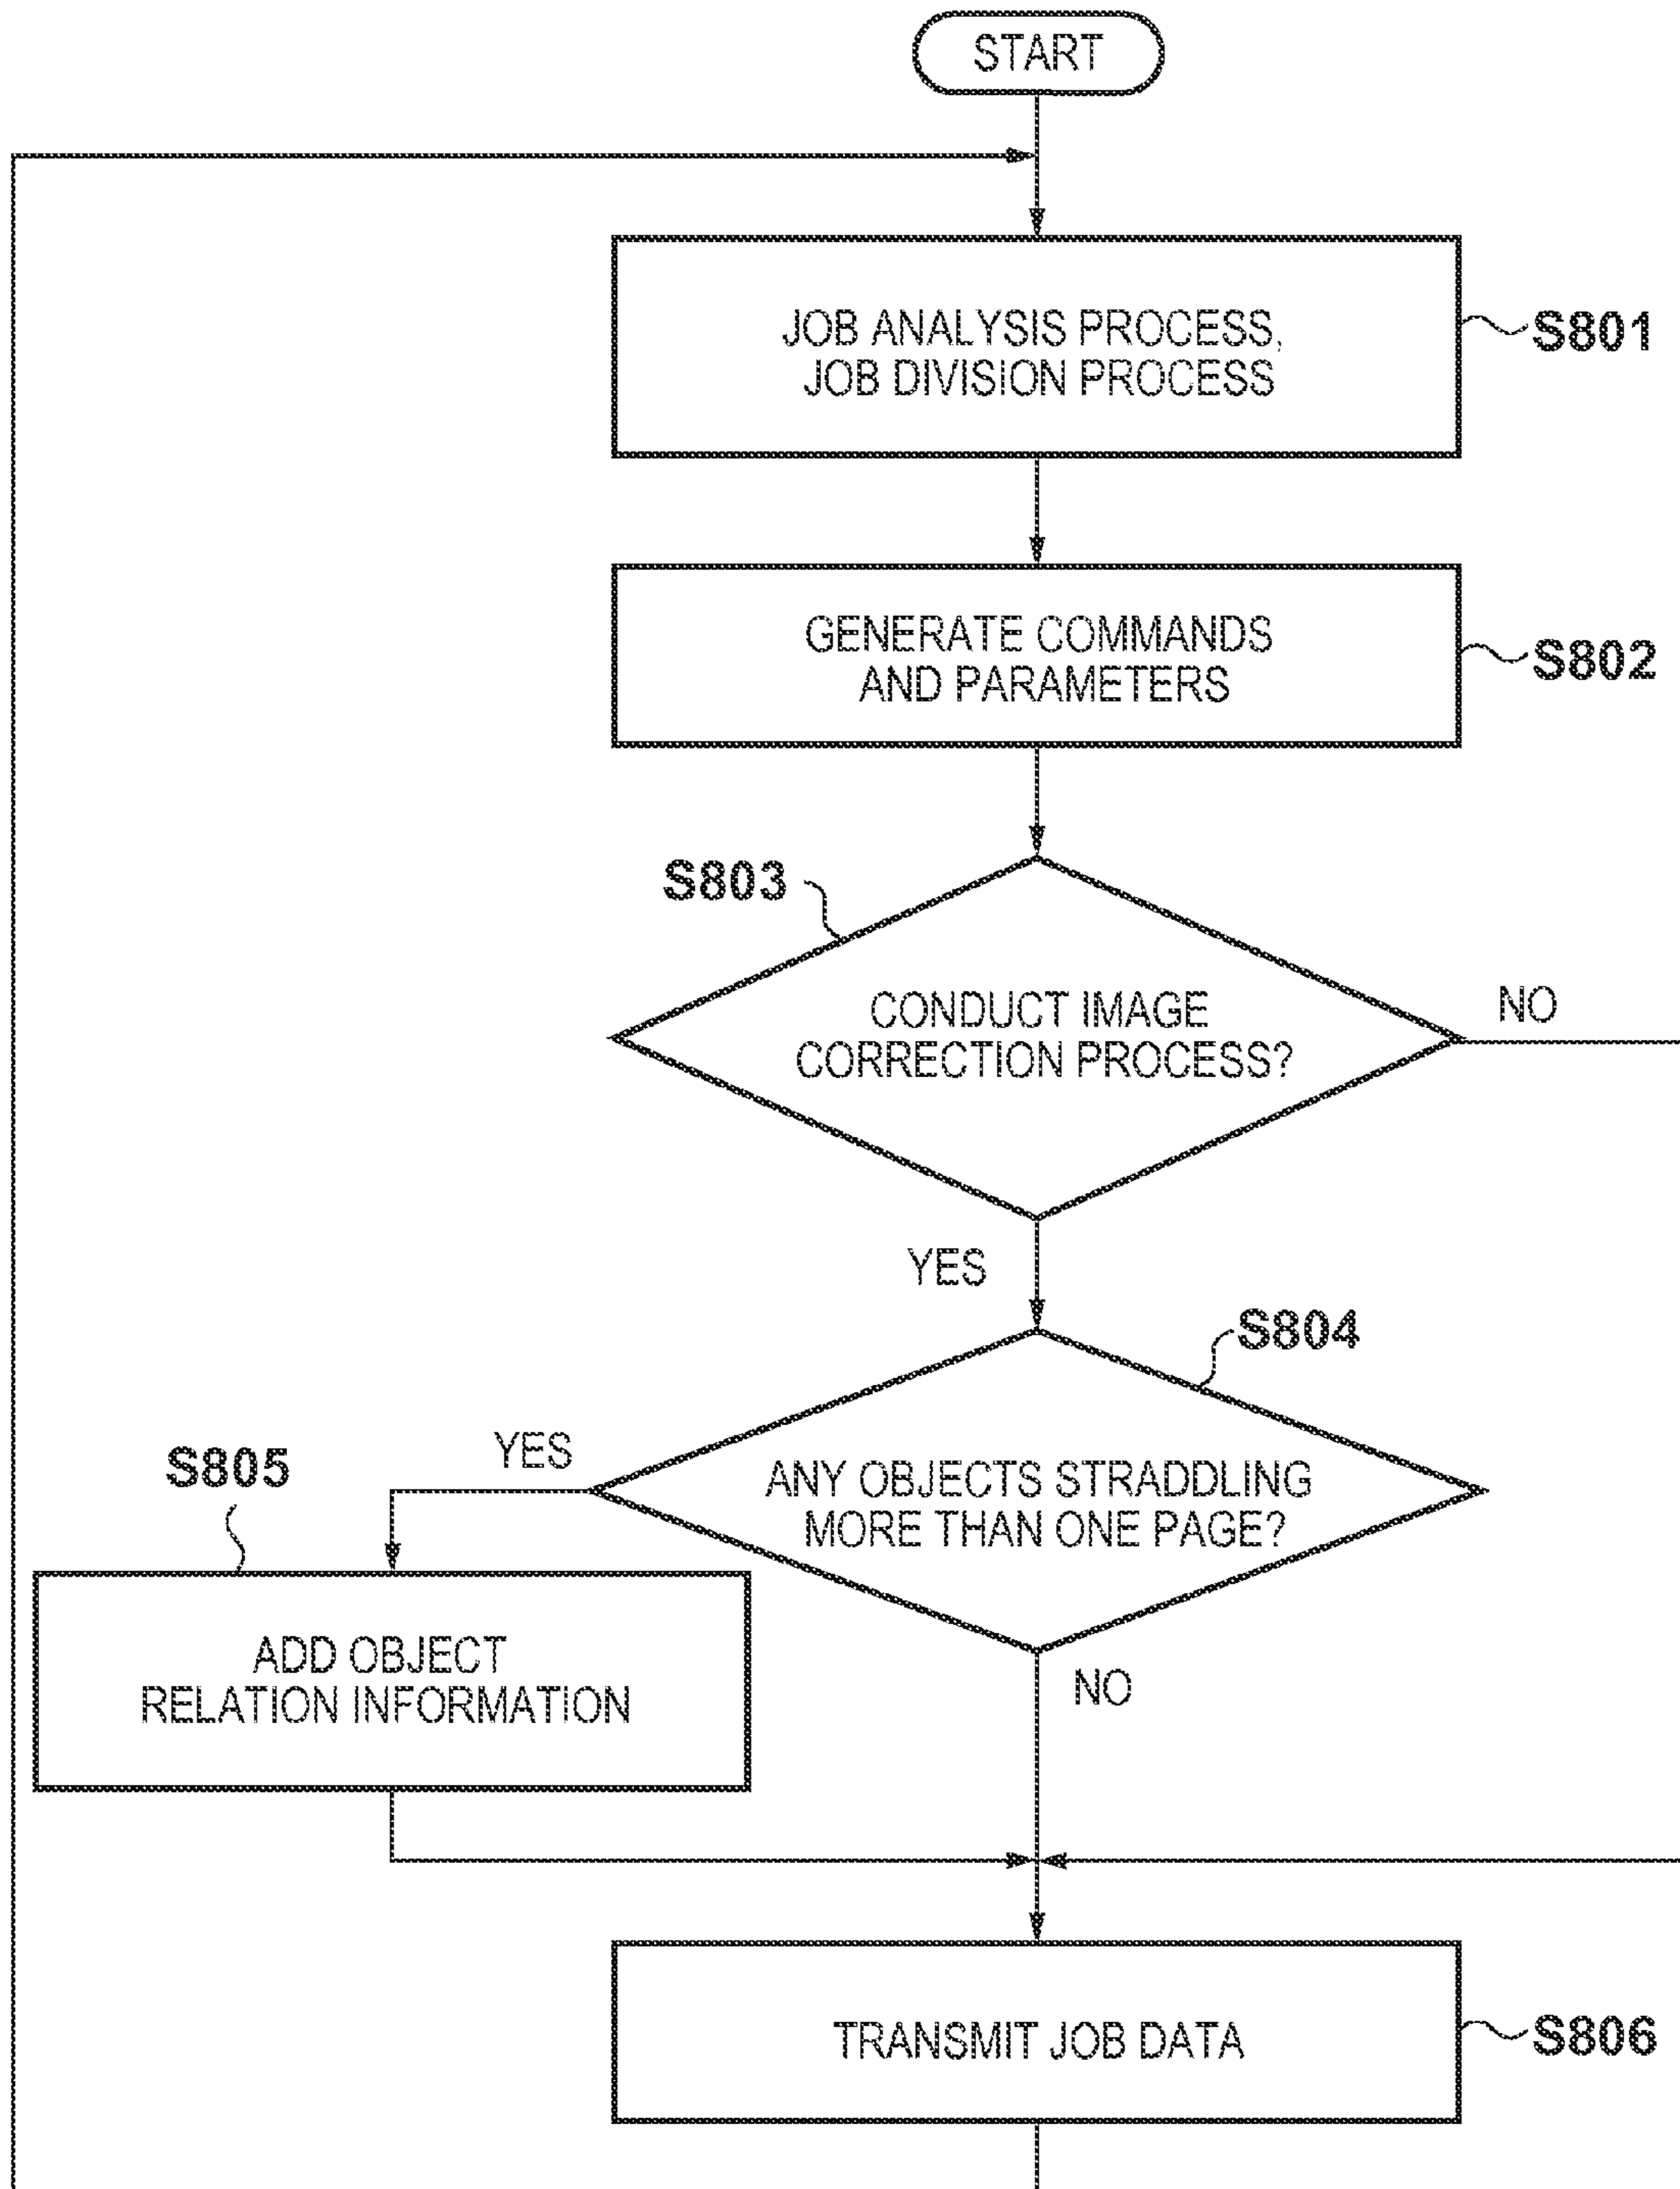 START
JOB ANALYSIS PROCESS,
JOB DIVISION PROCESS
S801
GENERATE COMMANDS
AND PARAMETERS
S802
S803
CONDUCT IMAGE
CORRECTION PROCESS?
NO
YES
S804
ANY OBJECTS STRADDLING
MORE THAN ONE PAGE?
YES
S805
ADD OBJECT
RELATION INFORMATION
NO
TRANSMIT JOB DATA
S806